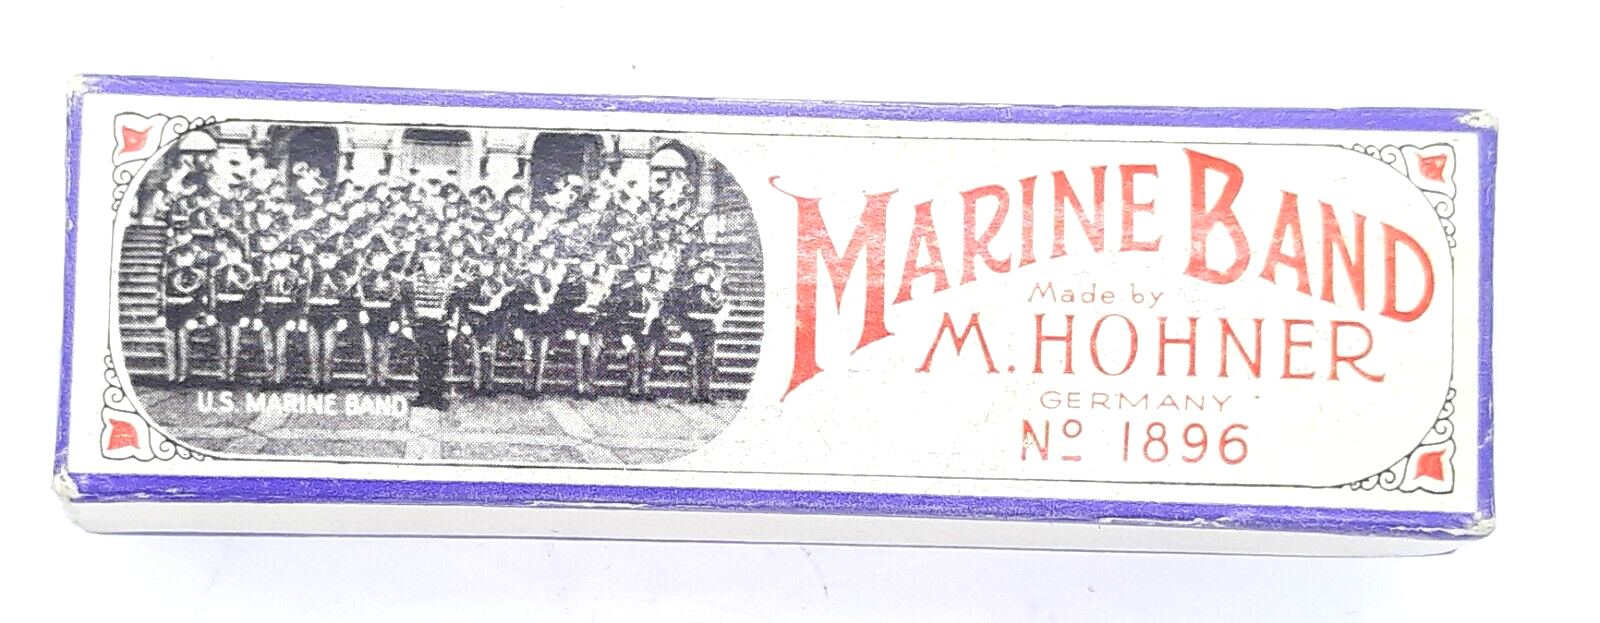 U.S. MARINE BAND
MARINE BAND
Made by
M. HOHNER
GERMANY
Nº 1896